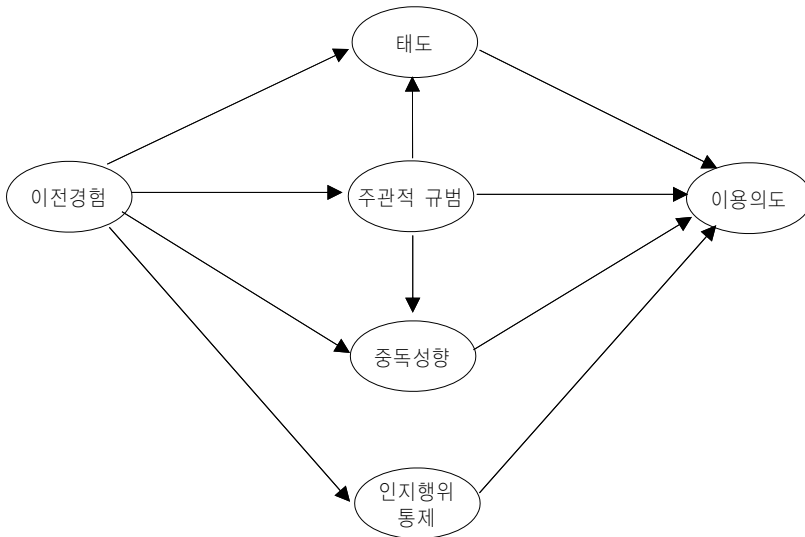 태도
이전경험
주관적 규범
이용의도
중독성향
인지행위
통제